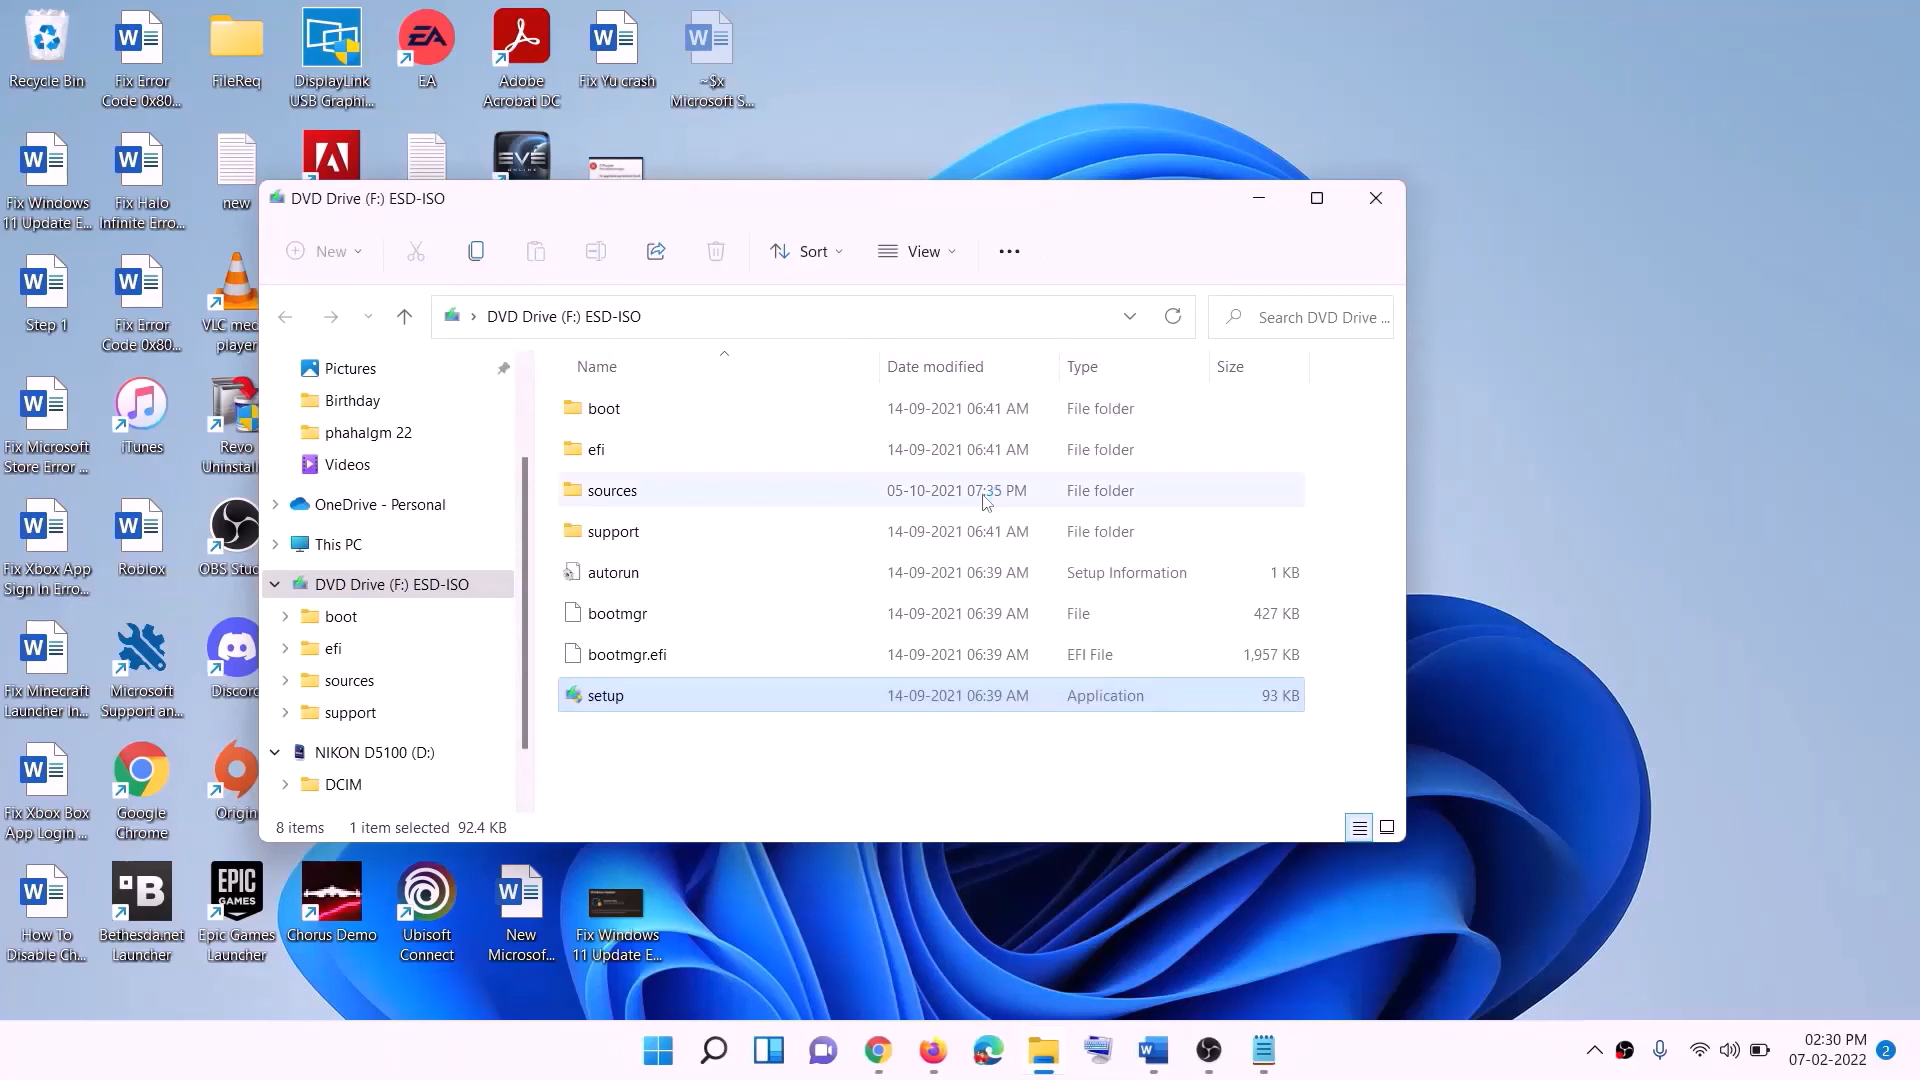 Recycle Bin
Fix Error
Code 0x80...
FileReq
DisplayLink
USB Graphi...
EA
Adobe
Acrobat DC
Fix Yu crash
~$x
Microsoft S...
Fix Windows
11 Update E...
Fix Halo
Infinite Erro...
new
EVE
ONLINE
Step 1
Fix Error
Code 0x80...
VLC med
player
Fix Microsoft
Store Error ...
iTunes
Revo
Uninstall
Fix Xbox App
Sign In Erro...
Roblox
OBS Stud
Fix Minecraft
Launcher In...
Microsoft
Support an...
Discord
Fix Xbox Box
App Login ...
Google
Chrome
Origin
How To
Disable Ch...
Bethesda.net
Launcher
EPIC
GAMES
Epic Games
Launcher
Chorus Demo
Ubisoft
Connect
New
Microsof...
Fix Windows
11 Update E...
DVD Drive (F:) ESD-ISO
New
Sort
View
DVD Drive (F:) ESD-ISO
Search DVD Drive ...
Pictures
Birthday
phahalgm 22
Videos
OneDrive - Personal
This PC
DVD Drive (F:) ESD-ISO
boot
efi
sources
support
NIKON D5100 (D:)
DCIM
Name Date modified Type Size
boot 14-09-2021 06:41 AM File folder
efi 14-09-2021 06:41 AM File folder
sources 05-10-2021 07:35 PM File folder
support 14-09-2021 06:41 AM File folder
autorun 14-09-2021 06:39 AM Setup Information 1 KB
bootmgr 14-09-2021 06:39 AM File 427 KB
bootmgr.efi 14-09-2021 06:39 AM EFI File 1,957 KB
setup 14-09-2021 06:39 AM Application 93 KB
8 items 1 item selected 92.4 KB
02:30 PM
07-02-2022
2